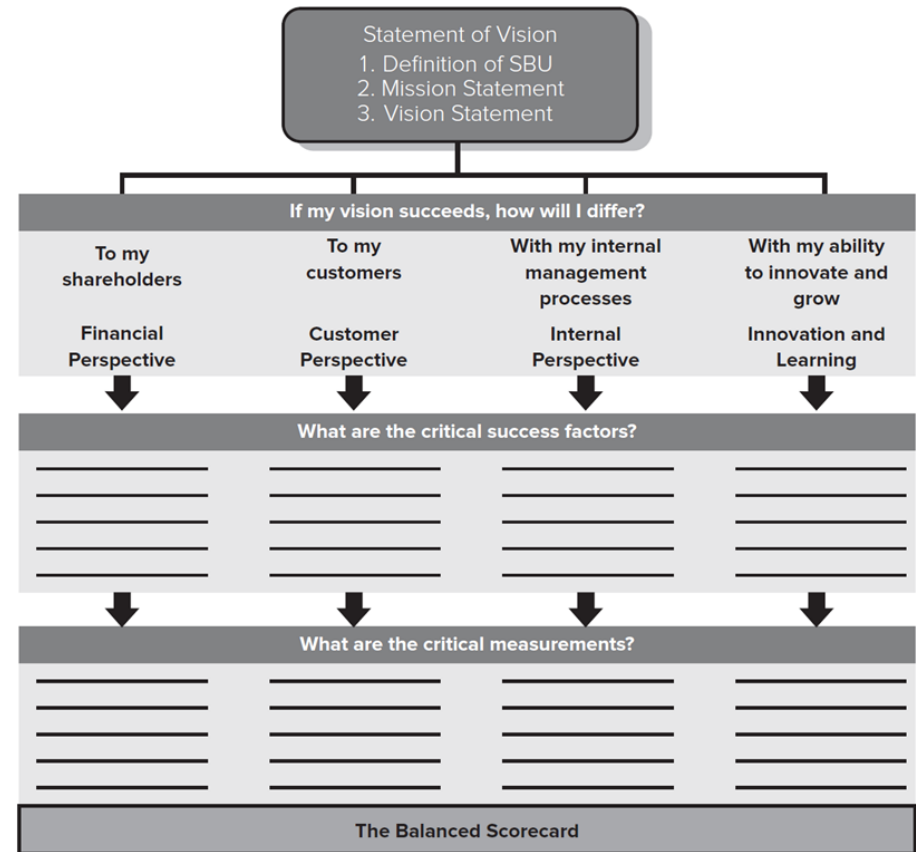 Statement of Vision
1. Definition of SBU
2. Mission Statement
3. Vision Statement
If my vision succeeds, how will I differ?
To my
shareholders
Financial
Perspective
To my
customers
Customer
Perspective
With my internal
management
processes
Internal
Perspective
With my ability
to innovate and
grow
Innovation and
Learning
What are the critical success factors?
What are the critical measurements?
The Balanced Scorecard